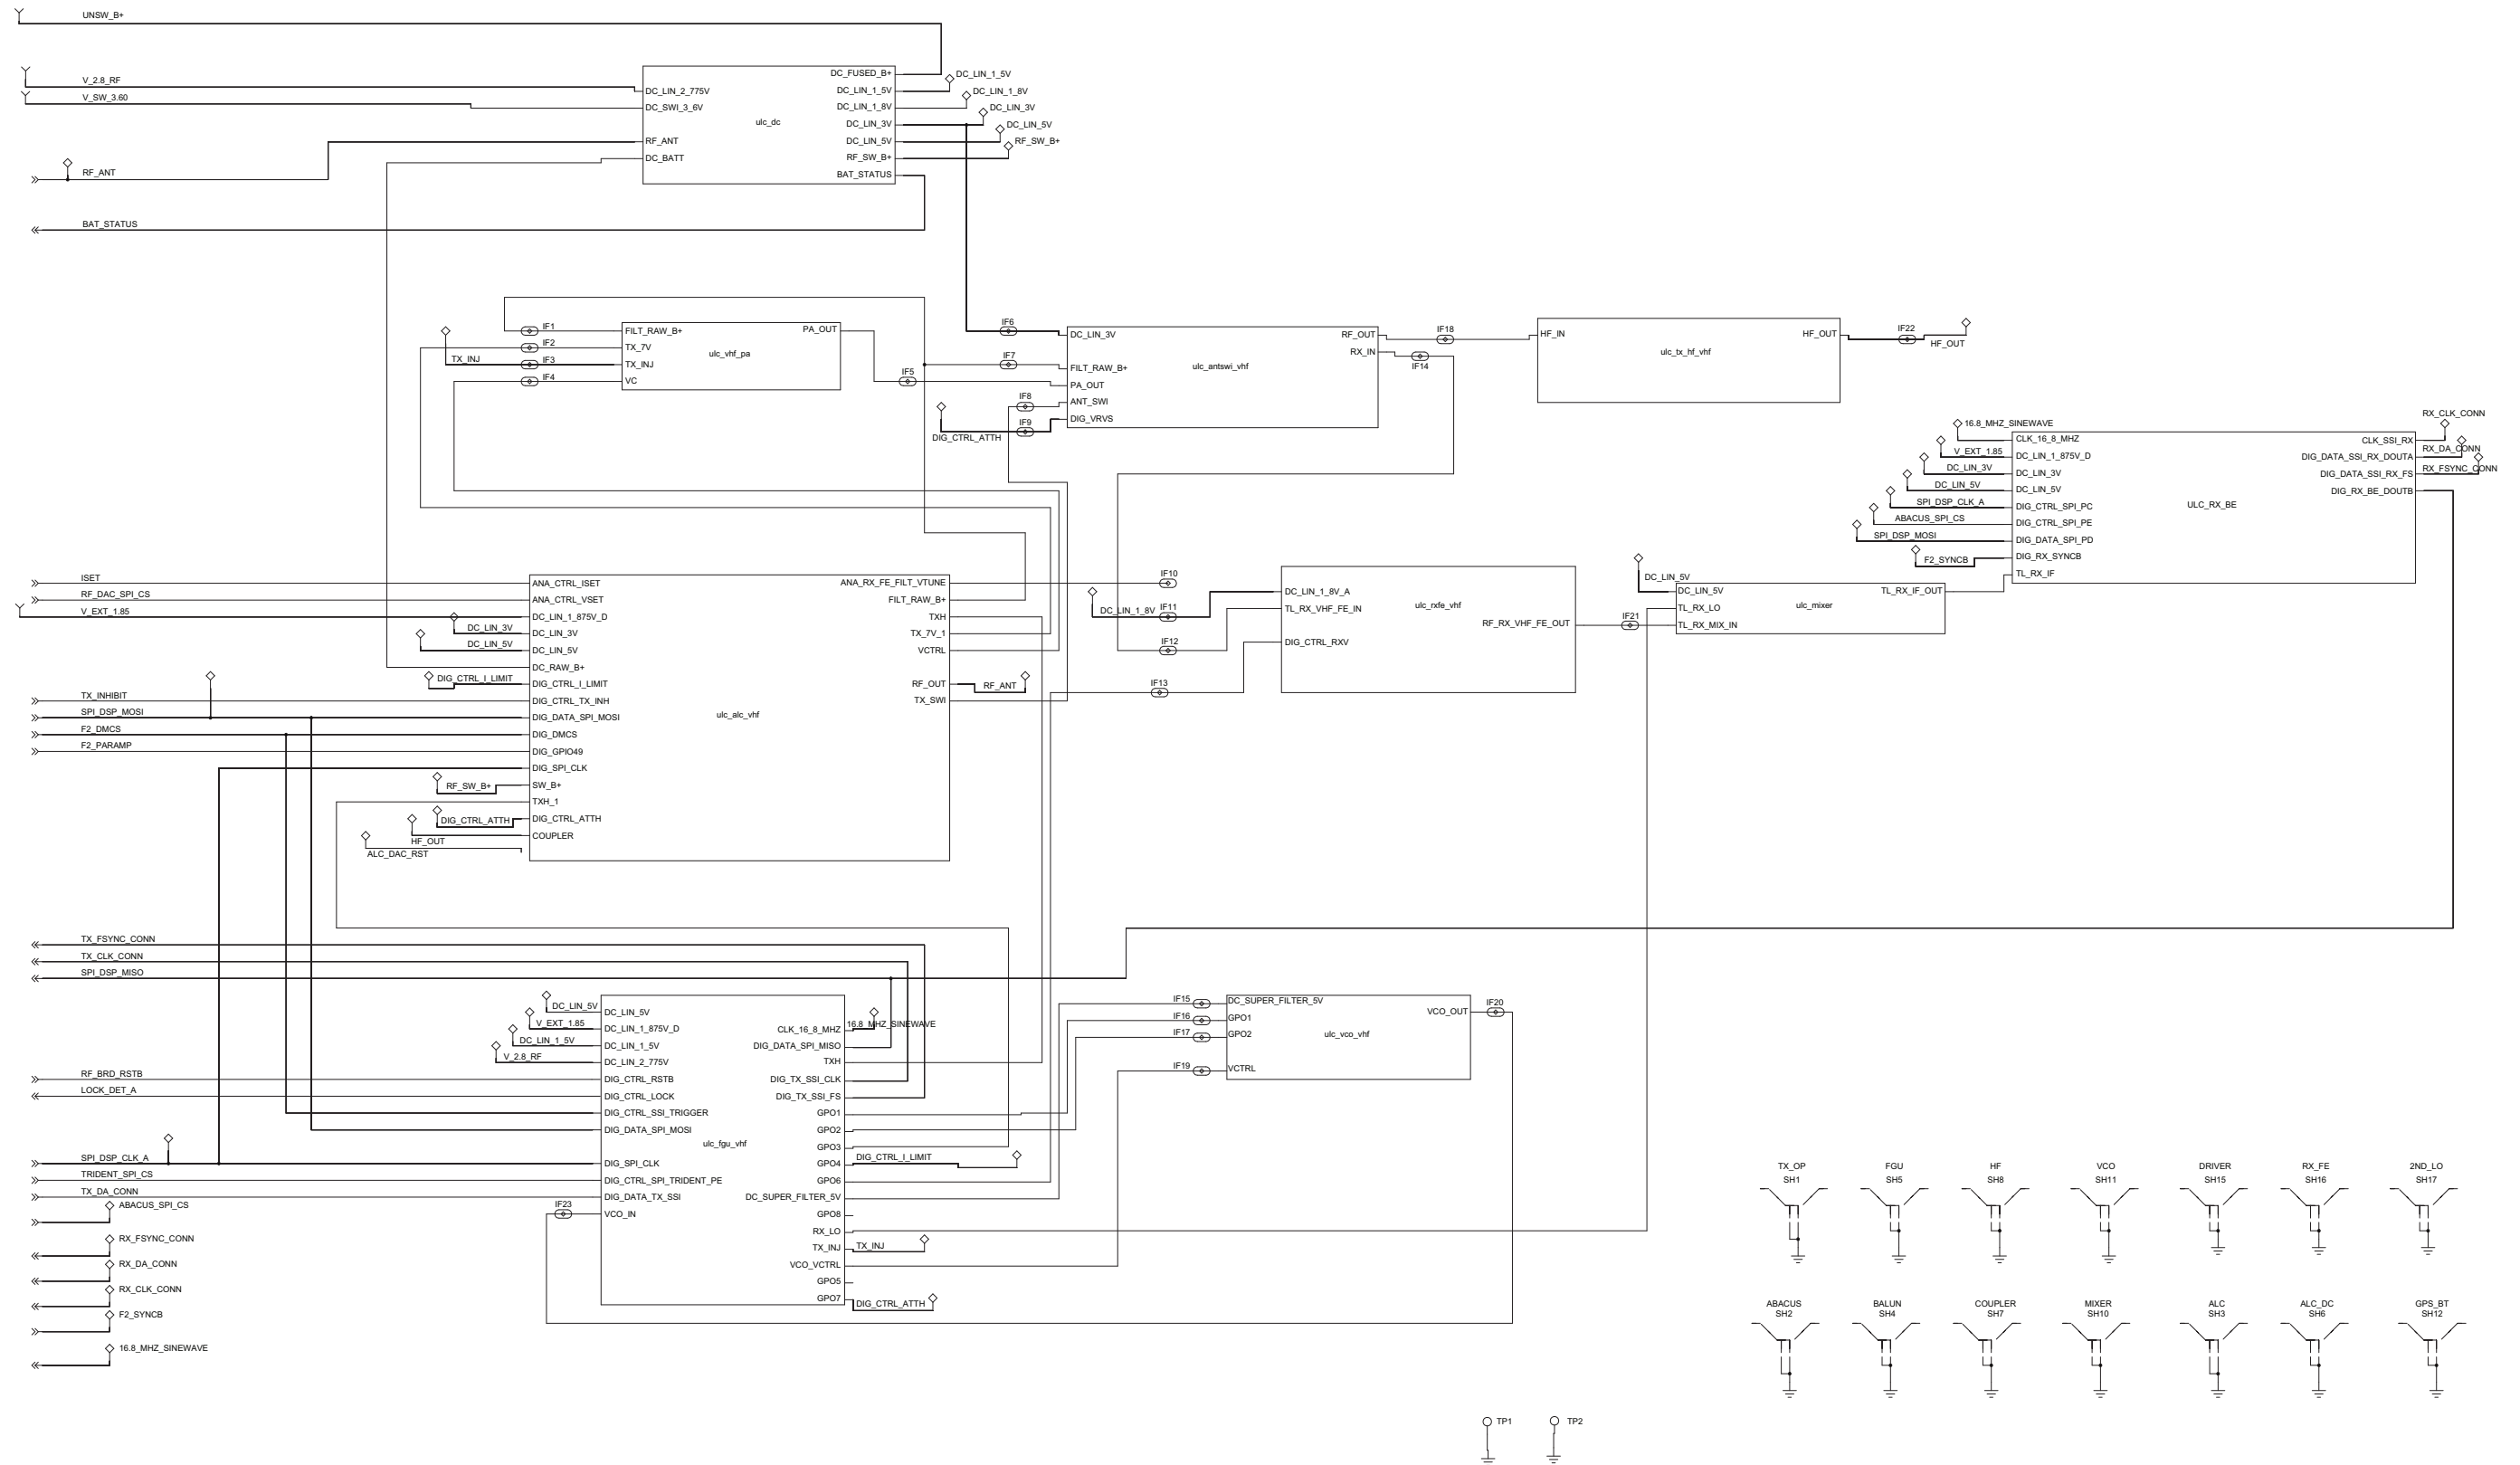 UNSW_B+
V_2.8_RF
V_SW_3.60
RF_ANT
BAT_STATUS
DC_LIN_2_775V
DC_SWI_3_6V
RF_ANT
DC_BATT
ulc_dc
DC_FUSED_B+
DC_LIN_1_5V
DC_LIN_1_8V
DC_LIN_3V
DC_LIN_5V
RF_SW_B+
BAT_STATUS
DC_LIN_1_5V
DC_LIN_1_8V
DC_LIN_3V
DC_LIN_5V
RF_SW_B+
TX_INJ
IF1
IF2
IF3
IF4
FILT_RAW_B+
TX_7V
TX_INJ
VC
ulc_vhf_pa
PA_OUT
IF5
IF6
IF7
IF8
IF9
DIG_CTRL_ATTH
DC_LIN_3V
FILT_RAW_B+
PA_OUT
ANT_SWI
DIG_VRVS
ulc_antswi_vhf
RF_OUT
RX_IN
IF18
IF14
HF_IN
ulc_tx_hf_vhf
HF_OUT
IF22
HF_OUT
16.8_MHZ_SINEWAVE
V_EXT_1.85
DC_LIN_3V
DC_LIN_5V
SPI_DSP_CLK_A
ABACUS_SPI_CS
SPI_DSP_MOSI
F2_SYNCB
CLK_16_8_MHZ
DC_LIN_1_875V_D
DC_LIN_3V
DC_LIN_5V
DIG_CTRL_SPI_PC
DIG_CTRL_SPI_PE
DIG_DATA_SPI_PD
DIG_RX_SYNCB
TL_RX_IF
ULC_RX_BE
CLK_SSI_RX
DIG_DATA_SSI_RX_DOUTA
DIG_DATA_SSI_RX_FS
DIG_RX_BE_DOUTB
RX_CLK_CONN
RX_DA_CONN
RX_FSYNC_CONN
ISET
RF_DAC_SPI_CS
V_EXT_1.85
DC_LIN_3V
DC_LIN_5V
DIG_CTRL_I_LIMIT
TX_INHIBIT
SPI_DSP_MOSI
F2_DMCS
F2_PARAMP
RF_SW_B+
DIG_CTRL_ATTH
HF_OUT
ALC_DAC_RST
ANA_CTRL_ISET
ANA_CTRL_VSET
DC_LIN_1_875V_D
DC_LIN_3V
DC_LIN_5V
DC_RAW_B+
DIG_CTRL_I_LIMIT
DIG_CTRL_TX_INH
DIG_DATA_SPI_MOSI
DIG_DMCS
DIG_GPIO49
DIG_SPI_CLK
SW_B+
TXH_1
DIG_CTRL_ATTH
COUPLER
ulc_alc_vhf
ANA_RX_FE_FILT_VTUNE
FILT_RAW_B+
TXH
TX_7V_1
VCTRL
RF_OUT
TX_SWI
RF_ANT
IF10
DC_LIN_1_8V
IF11
IF12
IF13
DC_LIN_1_8V_A
TL_RX_VHF_FE_IN
DIG_CTRL_RXV
ulc_rxfe_vhf
RF_RX_VHF_FE_OUT
IF21
DC_LIN_5V
DC_LIN_5V
TL_RX_LO
TL_RX_MIX_IN
ulc_mixer
TL_RX_IF_OUT
TX_FSYNC_CONN
TX_CLK_CONN
SPI_DSP_MISO
DC_LIN_5V
V_EXT_1.85
DC_LIN_1_5V
V_2.8_RF
RF_BRD_RSTB
LOCK_DET_A
SPI_DSP_CLK_A
TRIDENT_SPI_CS
TX_DA_CONN
ABACUS_SPI_CS
RX_FSYNC_CONN
RX_DA_CONN
RX_CLK_CONN
F2_SYNCB
16.8_MHZ_SINEWAVE
IF23
DC_LIN_5V
DC_LIN_1_875V_D
DC_LIN_1_5V
DC_LIN_2_775V
DIG_CTRL_RSTB
DIG_CTRL_LOCK
DIG_CTRL_SSI_TRIGGER
DIG_DATA_SPI_MOSI
DIG_SPI_CLK
DIG_CTRL_SPI_TRIDENT_PE
DIG_DATA_TX_SSI
VCO_IN
ulc_fgu_vhf
CLK_16_8_MHZ
DIG_DATA_SPI_MISO
TXH
DIG_TX_SSI_CLK
DIG_TX_SSI_FS
GPO1
GPO2
GPO3
GPO4
GPO6
DC_SUPER_FILTER_5V
GPO8
RX_LO
TX_INJ
VCO_VCTRL
GPO5
GPO7
16.8_MHZ_SINEWAVE
DIG_CTRL_I_LIMIT
TX_INJ
DIG_CTRL_ATTH
IF15
IF16
IF17
IF19
DC_SUPER_FILTER_5V
GPO1
GPO2
VCTRL
ulc_vco_vhf
VCO_OUT
IF20
TX_OP
SH1
FGU
SH5
HF
SH8
VCO
SH11
DRIVER
SH15
RX_FE
SH16
2ND_LO
SH17
ABACUS
SH2
BALUN
SH4
COUPLER
SH7
MIXER
SH10
ALC
SH3
ALC_DC
SH6
GPS_BT
SH12
TP1
TP2